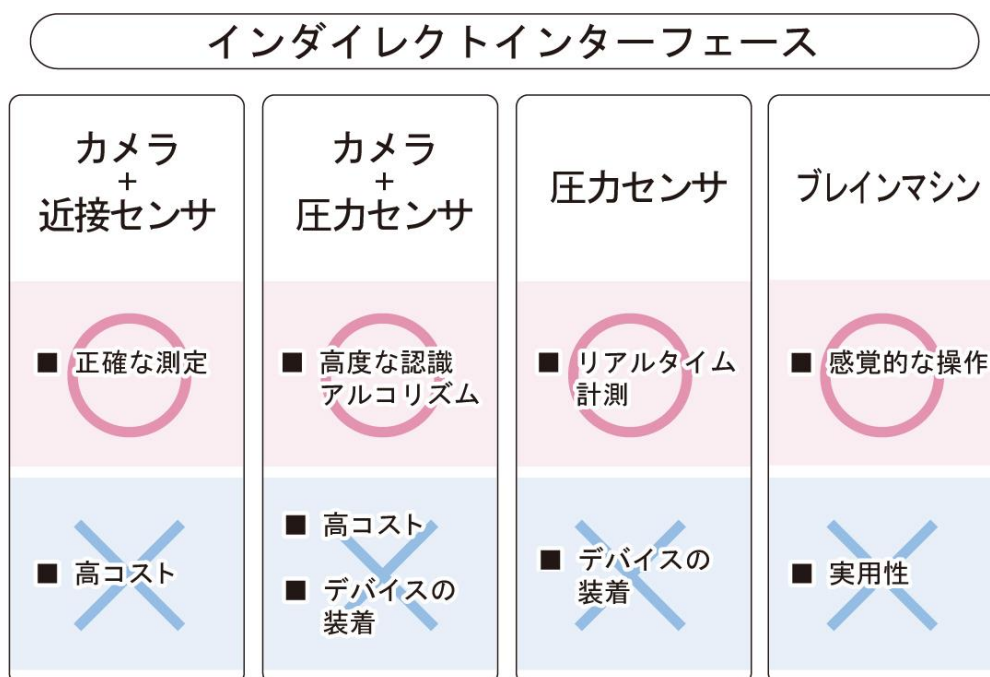 インダイレクトインターフェース
カメラ
+
近接センサ
■ 正確な測定
■ 高コスト
カメラ
+
圧力センサ
■ 高度な認識
アルコリズム
■ 高コスト
■ デバイスの
装着
圧力センサ
■ リアルタイム
計測
■ デバイスの
装着
ブレインマシン
■ 感覚的な操作
■ 実用性